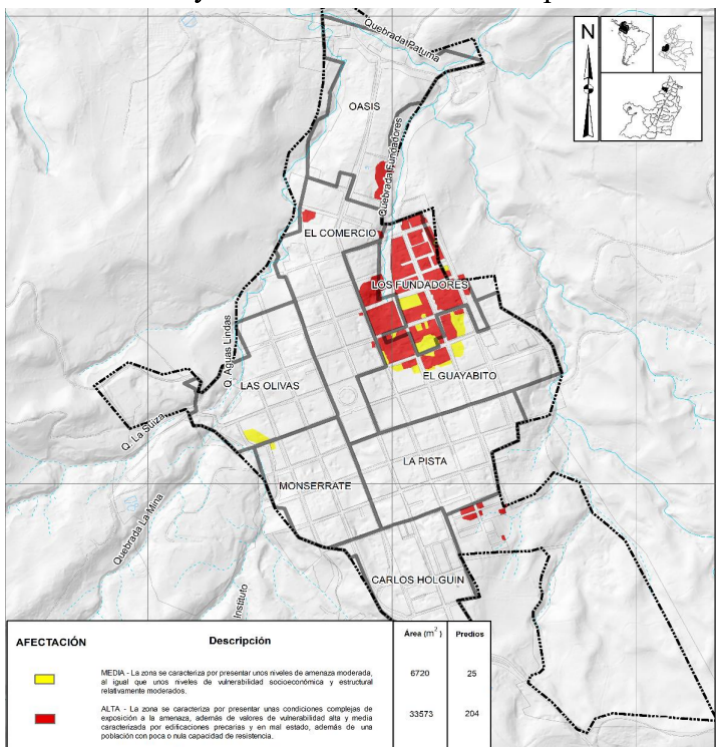 Quebrada Patuma
N
OASIS
Quebrada Fundadores
EL COMERCIO
LOS FUNDADORES
Q. Aguas Lindas
LAS OLIVAS
EL GUAYABITO
Q. La Suiza
LA PISTA
MONSERRATE
Quebrada La Mina
CARLOS HOLGUIN
Instituto
AFECTACIÓN Descripción Área (m²) Predios
MEDIA - La zona se caracteriza por presentar unos niveles de amenaza moderada,
al igual que unos niveles de vulnerabilidad socioeconómica y estructural
relativamente moderados.
6720 25
ALTA - La zona se caracteriza por presentar unas condiciones complejas de
exposición a la amenaza, además de valores de vulnerabilidad alta y media
caracterizada por edificaciones precarias y en mal estado, además de una
población con poca o nula capacidad de resistencia.
33573 204